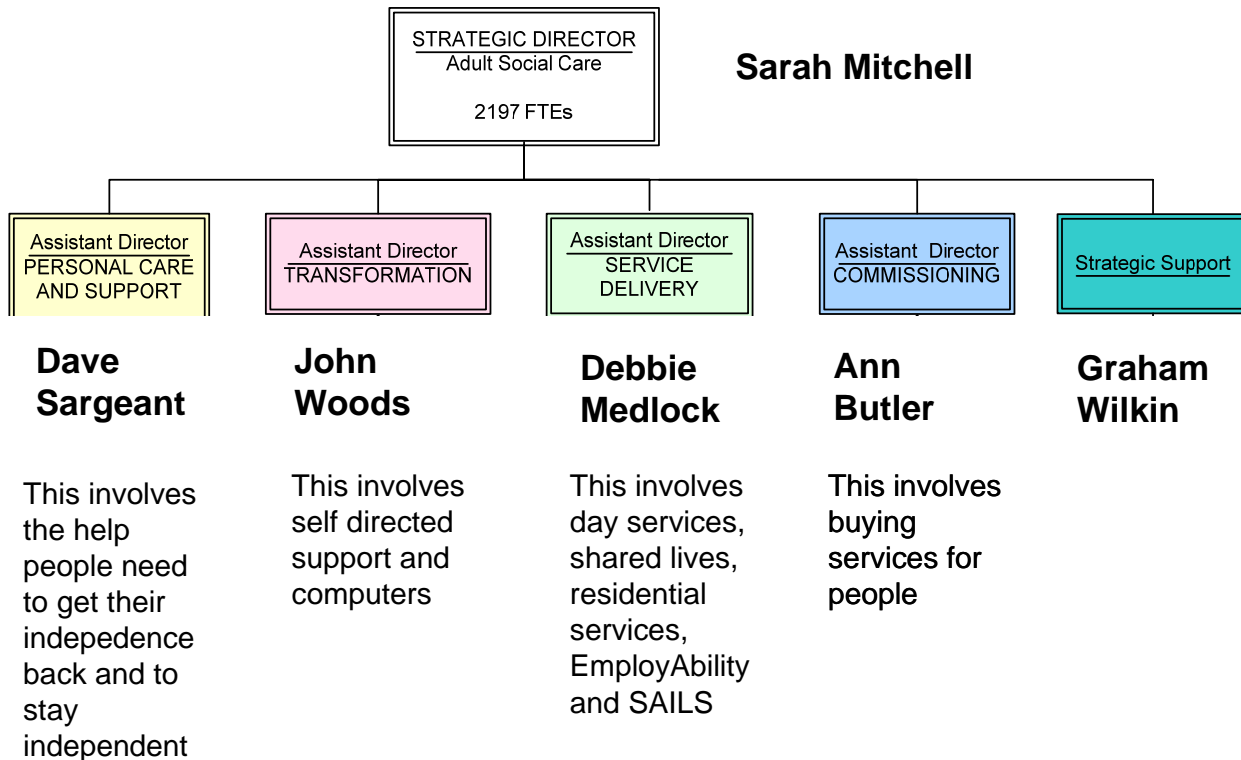 STRATEGIC DIRECTOR
Adult Social Care
2197 FTEs
Sarah Mitchell
Assistant Director
PERSONAL CARE
AND SUPPORT
Assistant Director
TRANSFORMATION
Assistant Director
SERVICE
DELIVERY
Assistant Director
COMMISSIONING
Strategic Support
Dave
Sargeant
John
Woods
Debbie
Medlock
Ann
Butler
Graham
Wilkin
This involves
the help
people need
to get their
indepedence
back and to
stay
independent
This involves
self directed
support and
computers
This involves
day services,
shared lives,
residential
services,
EmployAbility
and SAILS
This involves
buying
services for
people